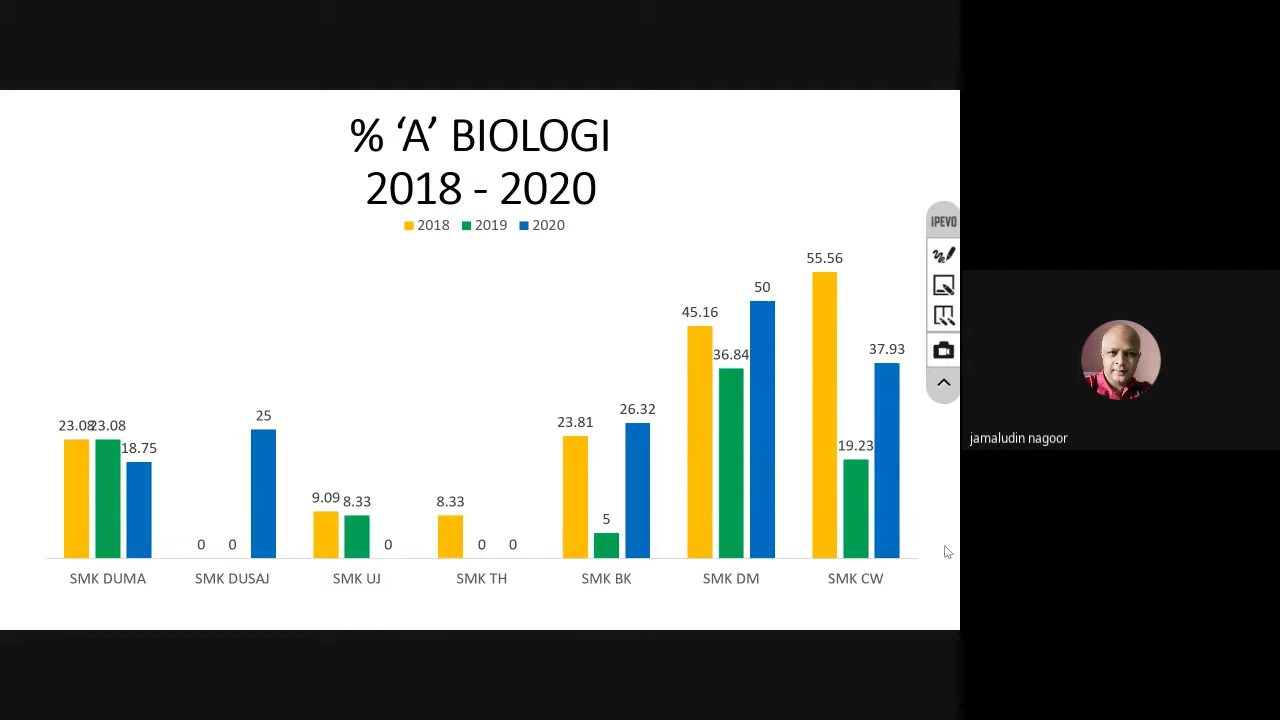 % ‘A’ BIOLOGI
2018 - 2020
2018 2019 2020
IPEVO
23.08 23.08 18.75
0 0 25
9.09 8.33 0
8.33 0 0
23.81 5 26.32
45.16 36.84 50
55.56 19.23 37.93
SMK DUMA SMK DUSAJ SMK UJ SMK TH SMK BK SMK DM SMK CW
jamaludin nagoor